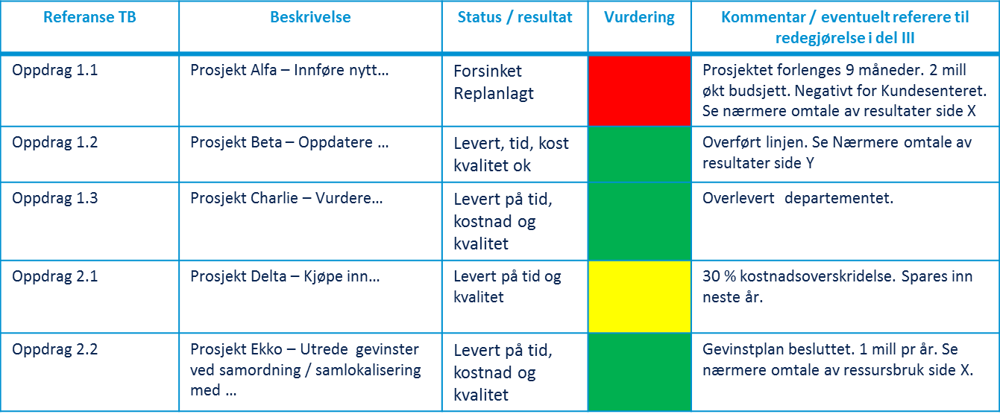 Referanse TB
Beskrivelse
Status / resultat
Vurdering
Kommentar / eventuelt referere til
redegjørelse i del III
Oppdrag 1.1
Prosjekt Alfa – Innføre nytt…
Forsinket
Replanlagt
Prosjektet forlenges 9 måneder. 2 mill
økt budsjett. Negativt for Kundesenteret.
Se nærmere omtale av resultater side X
Oppdrag 1.2
Prosjekt Beta – Oppdatere …
Levert, tid, kost
kvalitet ok
Overført linjen. Se Nærmere omtale av
resultater side Y
Oppdrag 1.3
Prosjekt Charlie – Vurdere…
Levert på tid,
kostnad og
kvalitet
Overlevert departementet.
Oppdrag 2.1
Prosjekt Delta – Kjøpe inn…
Levert på tid og
kvalitet
30 % kostnadsoverskridelse. Spares inn
neste år.
Oppdrag 2.2
Prosjekt Ekko – Utrede gevinster
ved samordning / samlokalisering
med …
Levert på tid,
kostnad og
kvalitet
Gevinstplan besluttet. 1 mill pr år. Se
nærmere omtale av ressursbruk side X.